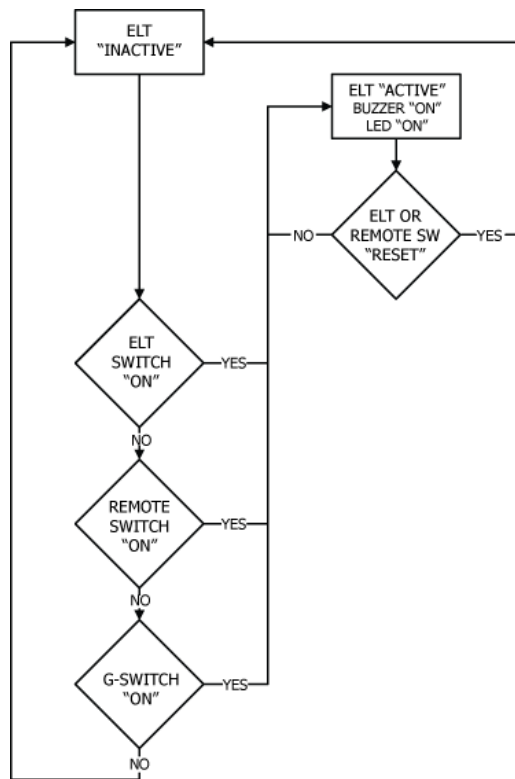 ELT
“INACTIVE”
ELT “ACTIVE”
BUZZER “ON”
LED “ON”
ELT OR
REMOTE SW
“RESET”
NO
YES
ELT
SWITCH
“ON”
YES
NO
REMOTE
SWITCH
“ON”
YES
NO
G-SWITCH
“ON”
YES
NO